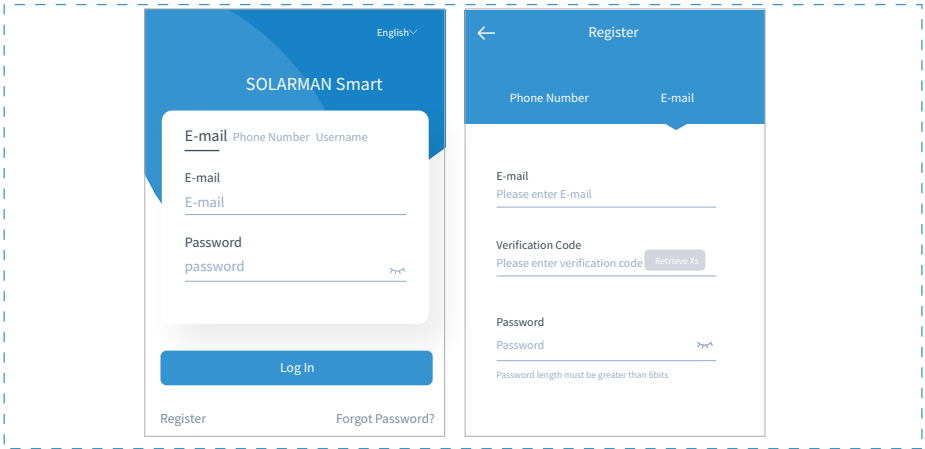 English
SOLARMAN Smart
E-mail Phone Number Username
E-mail
E-mail
Password
password
Log In
Register Forgot Password?
Register
Phone Number E-mail
E-mail
Please enter E-mail
Verification Code
Please enter verification code Retrieve Xs
Password
Password
Password length must be greater than 6bits